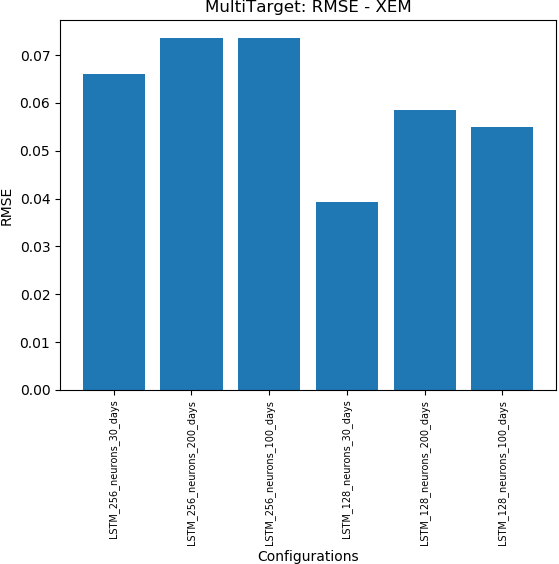 MultiTarget: RMSE - XEM
RMSE
0.07
0.06
0.05
0.04
0.03
0.02
0.01
0.00
LSTM_256_neurons_30_days
LSTM_256_neurons_200_days
LSTM_256_neurons_100_days
LSTM_128_neurons_30_days
LSTM_128_neurons_200_days
LSTM_128_neurons_100_days
Configurations